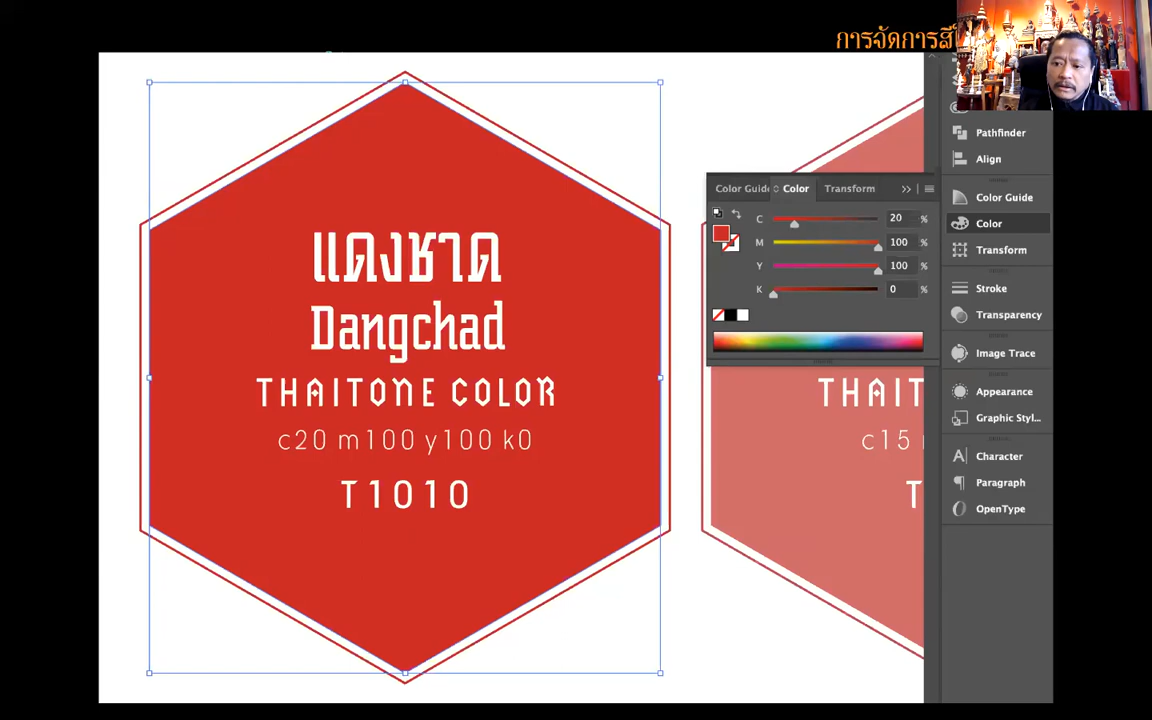 การจัดการสี
แดงชาด
Dangchad
THAITONE COLOR
c20 m100 y100 k0
T1010
THAIT
c15
T
Color Guide
Color
Transform
C 20 %
M 100 %
Y 100 %
K 0 %
Pathfinder
Align
Color Guide
Color
Transform
Stroke
Transparency
Image Trace
Appearance
Graphic Styl...
Character
Paragraph
OpenType